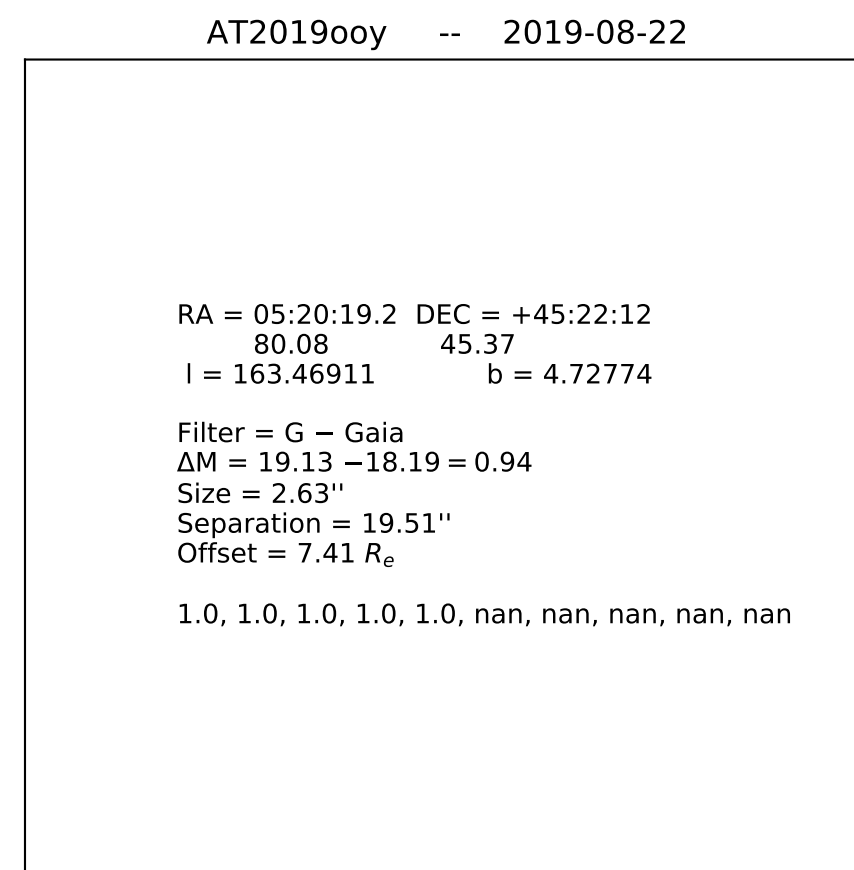 AT2019ooy -- 2019-08-22
RA = 05:20:19.2 DEC = +45:22:12
80.08 45.37
l = 163.46911 b = 4.72774
Filter = G − Gaia
ΔM = 19.13 −18.19 = 0.94
Size = 2.63''
Separation = 19.51''
Offset = 7.41 Re
1.0, 1.0, 1.0, 1.0, 1.0, nan, nan, nan, nan, nan